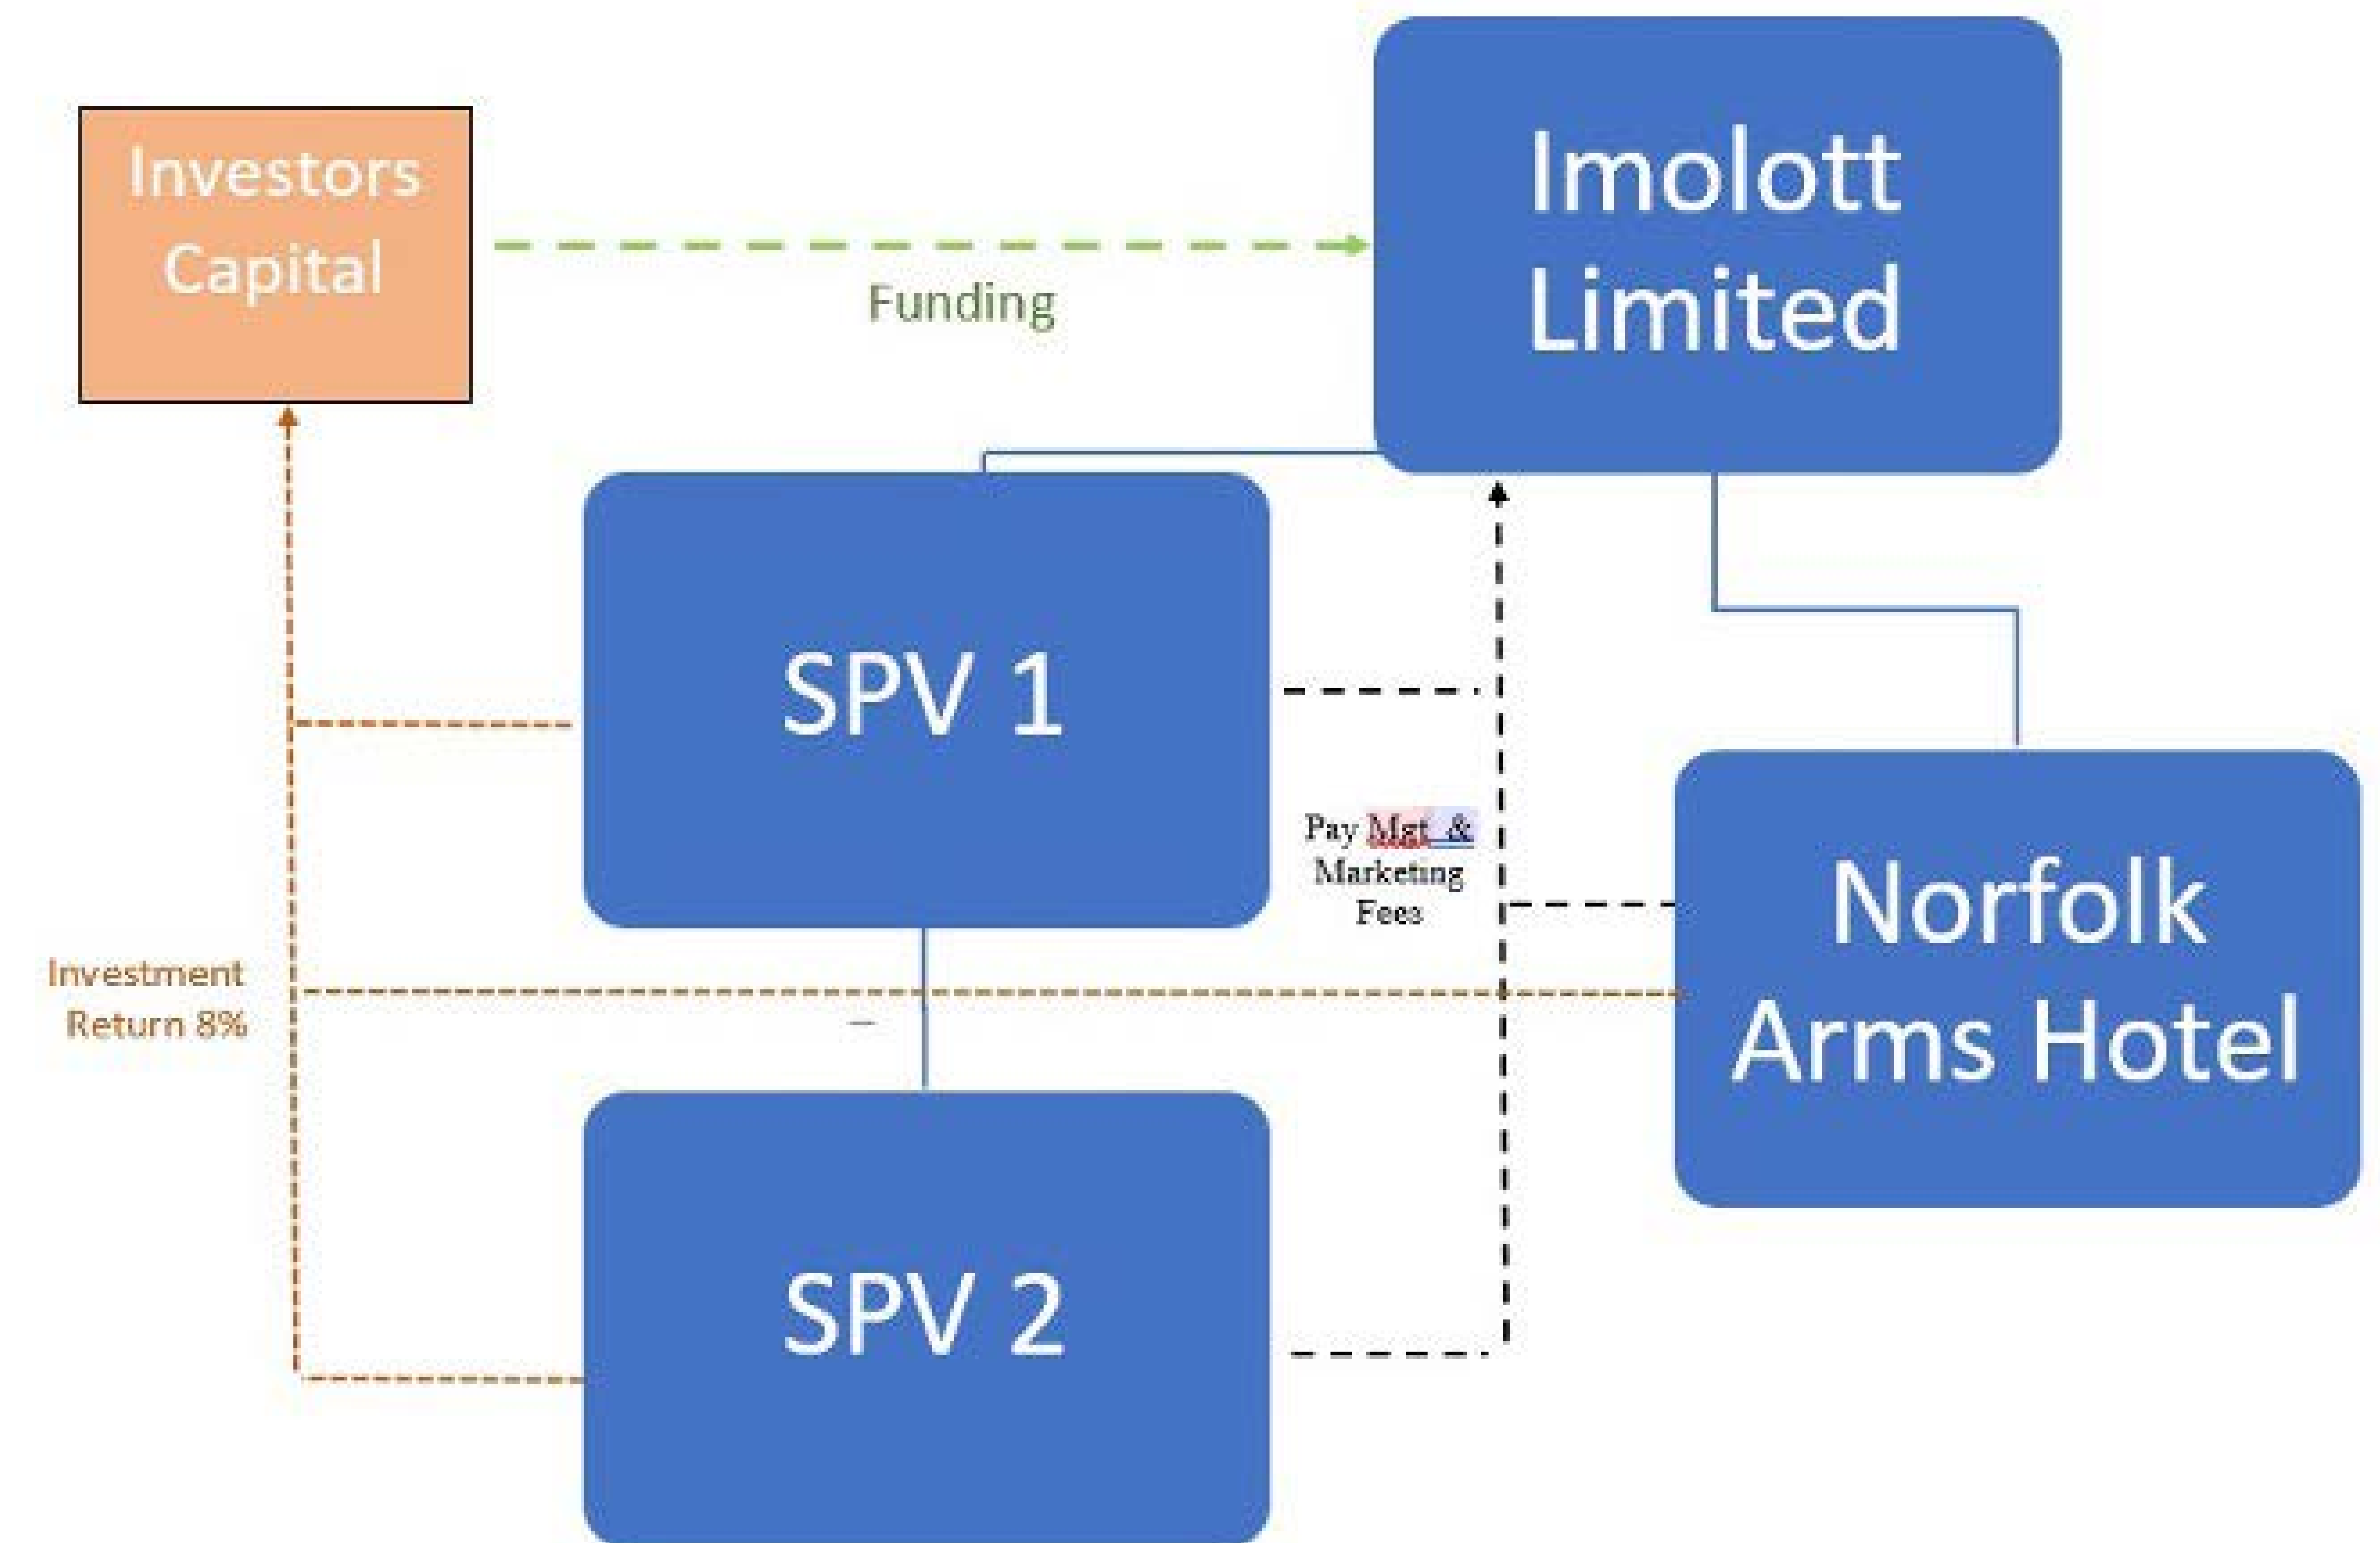 Investors
Capital
Funding
Imolott
Limited
SPV 1
Pay Mgt &
Marketing
Fees
Norfolk
Arms Hotel
Investment
Return 8%
SPV 2